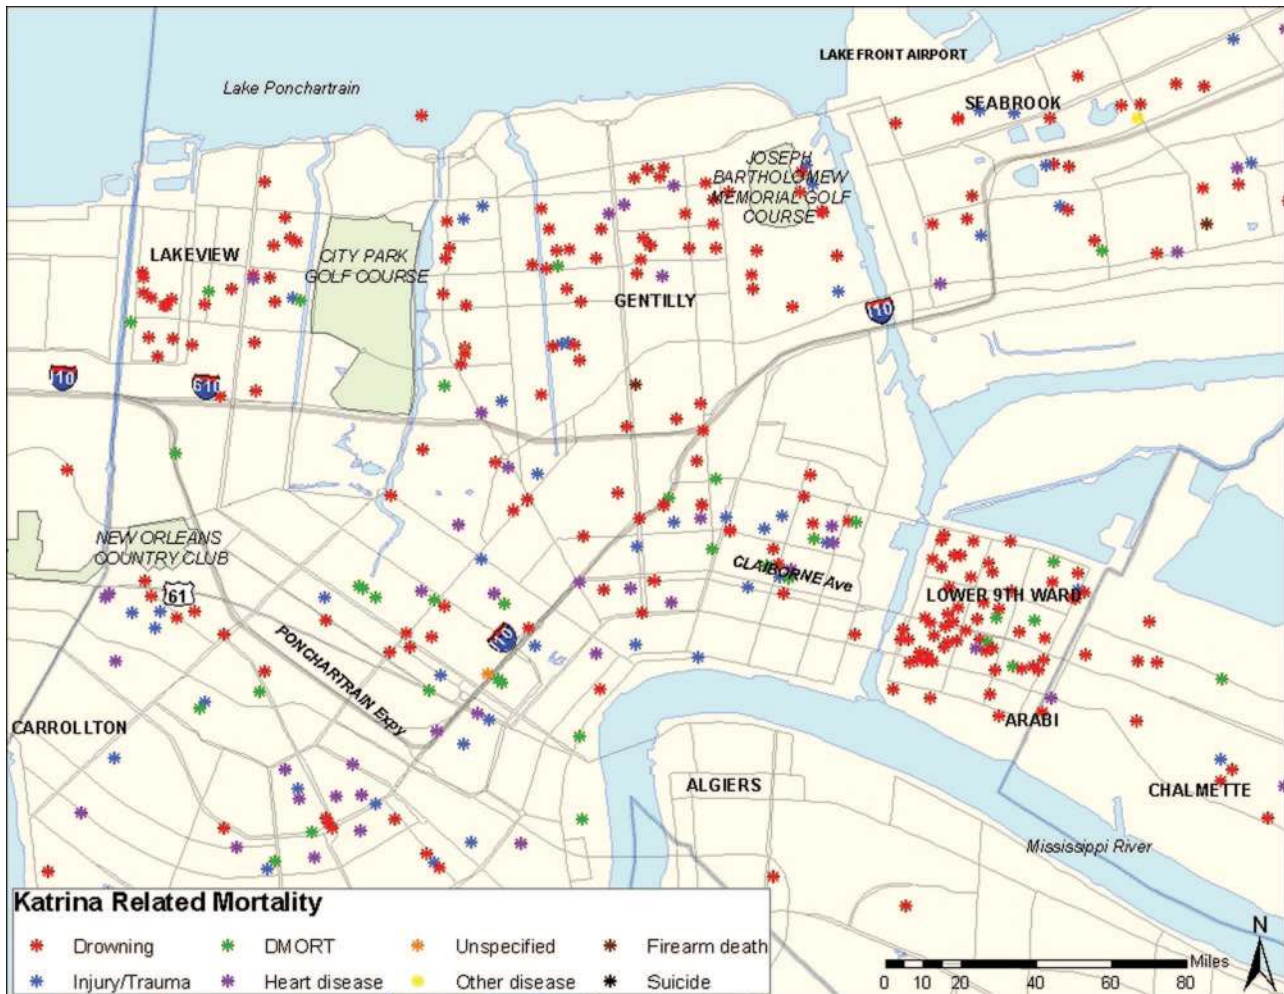 LAKEFRONT AIRPORT
Lake Ponchartrain
SEABROOK
JOSEPH
BARTHOLOMEW
MEMORIAL GOLF
COURSE
LAKEVIEW
CITY PARK
GOLF COURSE
GENTILLY
110
110
610
NEW ORLEANS
COUNTRY CLUB
CLAIBORNE Ave
61
LOWER 9TH WARD
110
PONCHARTRAIN Expy
CARROLLTON
ARABI
ALGIERS
CHALMETTE
Mississippi River
Katrina Related Mortality
Drowning
DMORT
Unspecified
Firearm death
Injury/Trauma
Heart disease
Other disease
Suicide
N
Miles
0 10 20 40 60 80